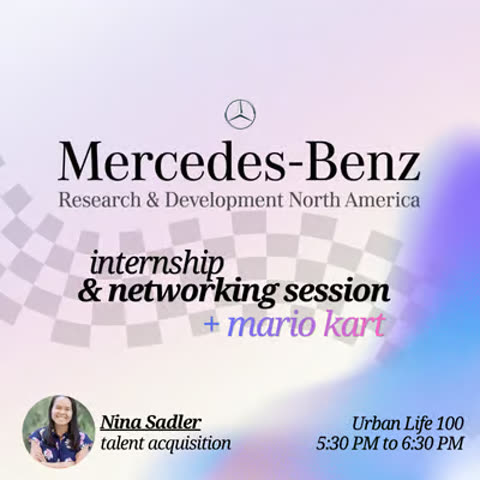 Mercedes-Benz
Research & Development North America
internship
& networking session
+ mario kart
Nina Sadler
talent acquisition
Urban Life 100
5:30 PM to 6:30 PM